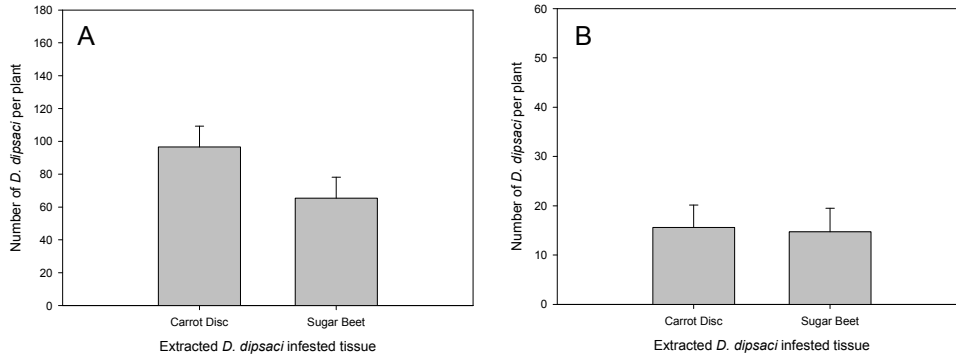 A
180
160
140
120
100
80
60
40
20
0
Number of D. dipsaci per plant
Carrot Disc Sugar Beet
Extracted D. dipsaci infested tissue
B
60
50
40
30
20
10
0
Number of D. dipsaci per plant
Carrot Disc Sugar Beet
Extracted D. dipsaci infested tissue